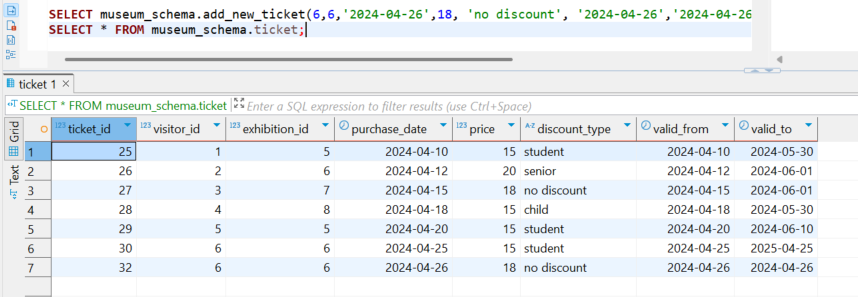 SELECT museum_schema.add_new_ticket(6,6,'2024-04-26',18, 'no discount', '2024-04-26','2024-04-26
SELECT * FROM museum_schema.ticket;
ticket 1
SELECT * FROM museum_schema.ticket Enter a SQL expression to filter results (use Ctrl+Space)
Grid
Text
123 ticket_id 123 visitor_id 123 exhibition_id purchase_date 123 price A-Z discount_type valid_from valid_to
1 25 1 5 2024-04-10 15 student 2024-04-10 2024-05-30
2 26 2 6 2024-04-12 20 senior 2024-04-12 2024-06-01
3 27 3 7 2024-04-15 18 no discount 2024-04-15 2024-06-01
4 28 4 8 2024-04-18 15 child 2024-04-18 2024-05-30
5 29 5 5 2024-04-20 15 student 2024-04-20 2024-06-10
6 30 6 6 2024-04-25 15 student 2024-04-25 2025-04-25
7 32 6 6 2024-04-26 18 no discount 2024-04-26 2024-04-26